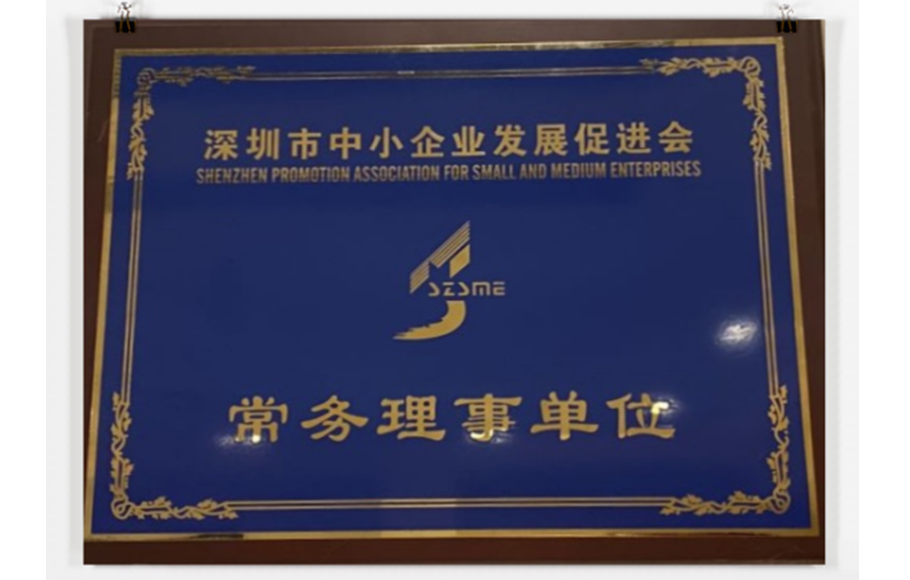 深圳市中小企业发展促进会
SHENZHEN PROMOTION ASSOCIATION FOR SMALL AND MEDIUM ENTERPRISES
SZSME
常务理事单位